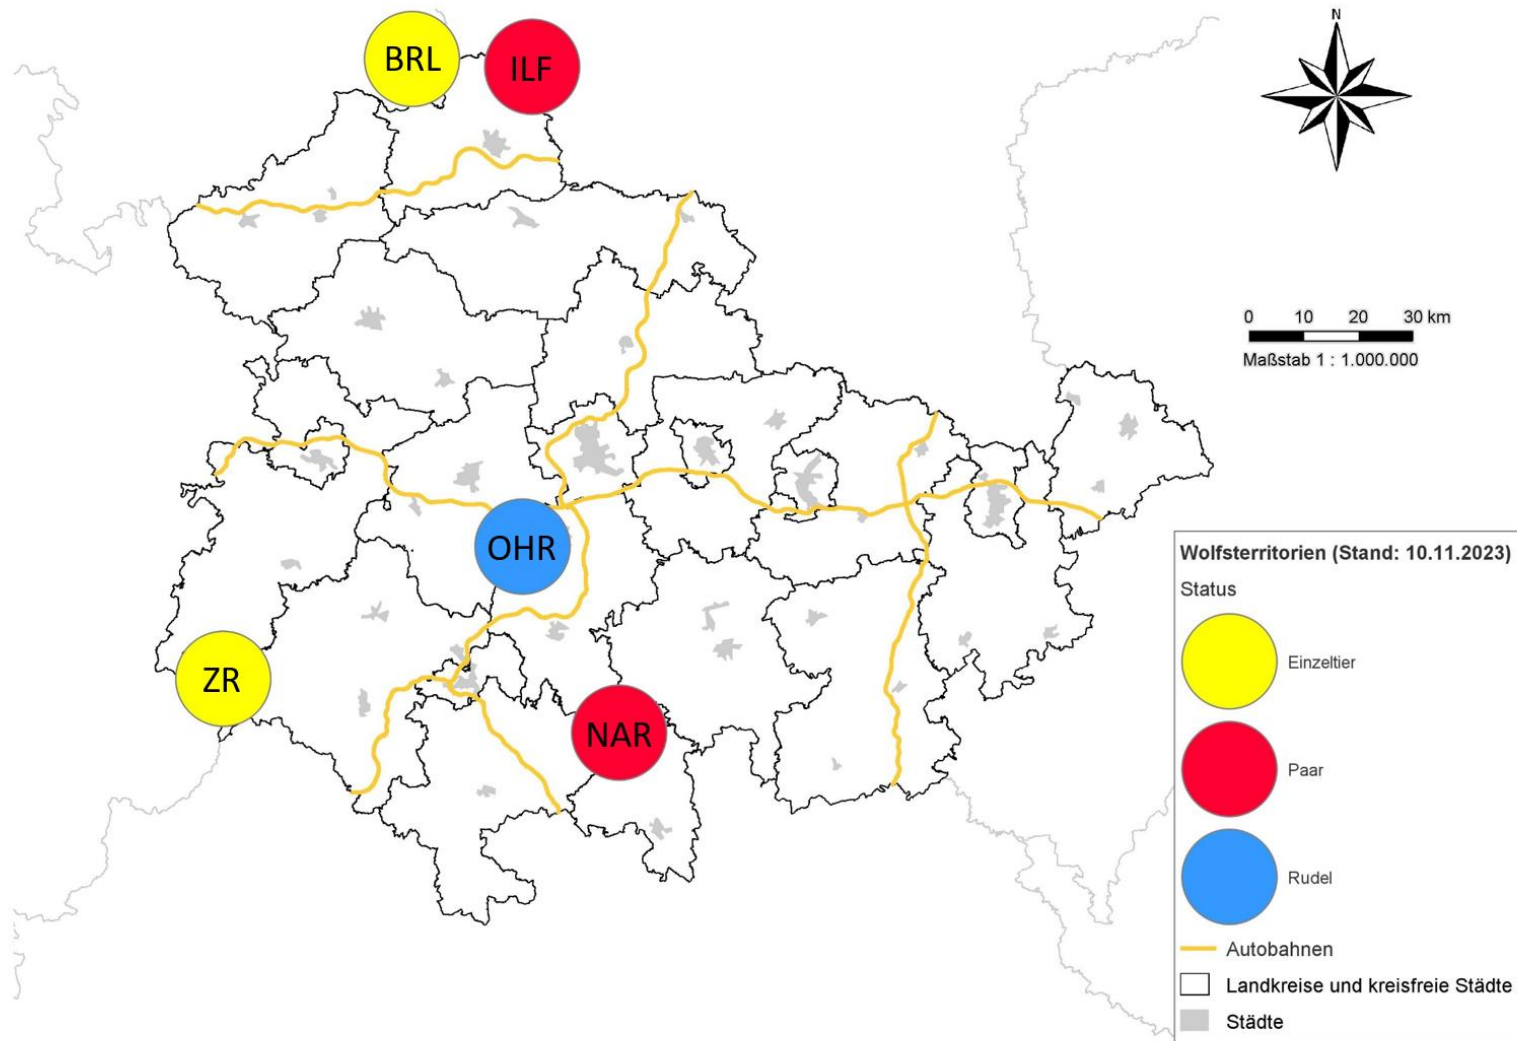 N
BRL
ILF
0 10 20 30 km
Maßstab 1 : 1.000.000
OHR
ZR
NAR
Wolfsterritorien (Stand: 10.11.2023)
Status
Einzeltier
Paar
Rudel
Autobahnen
Landkreise und kreisfreie Städte
Städte